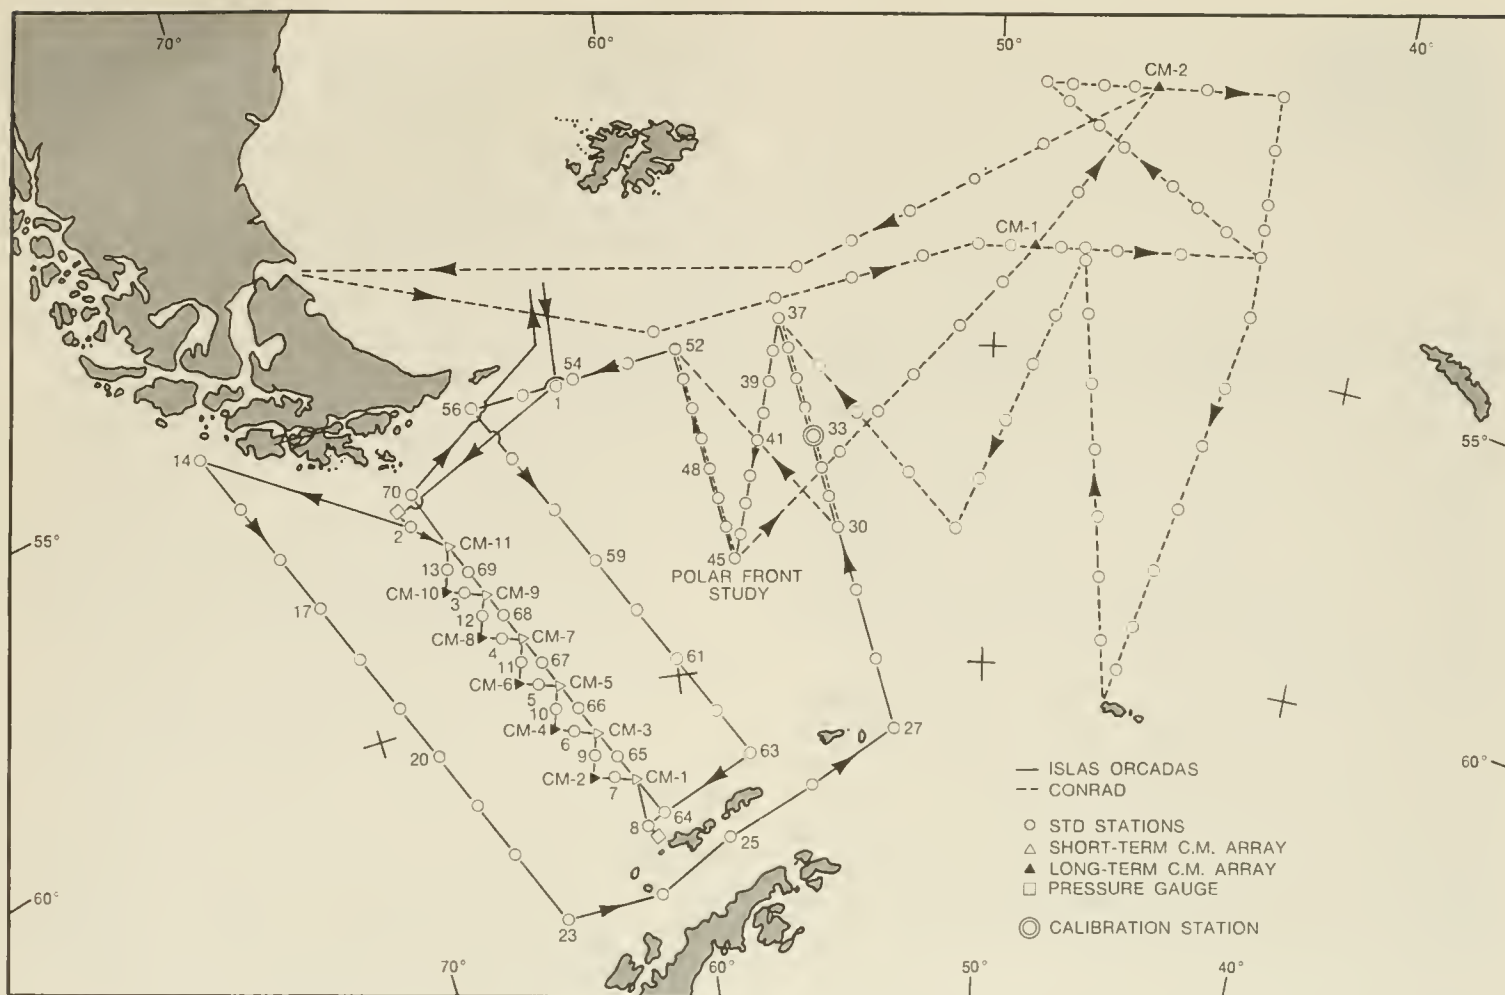 70°
60°
50°
40°
CM-2
CM-1
37
52
54
39
56
1
33
41
14
48
70
30
2
CM-11
45
55°
55°
POLAR FRONT
STUDY
59
13
69
CM-10
3
CM-9
17
12
68
CM-8
4
CM-7
61
11
67
CM-6
5
CM-5
10
66
27
CM-4
6
CM-3
20
9
65
63
60°
CM-2
7
CM-1
ISLAS ORCADAS
CONRAD
64
8
25
STD STATIONS
SHORT-TERM C.M. ARRAY
LONG-TERM C.M. ARRAY
PRESSURE GAUGE
60°
23
CALIBRATION STATION
70°
60°
50°
40°